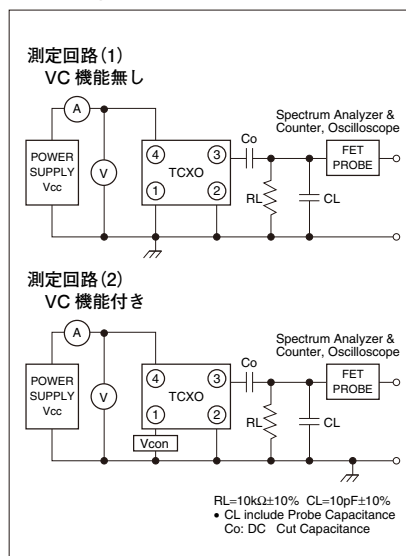 測定回路(1)
VC 機能無し
A
POWER
SUPPLY
Vcc
V
4
3
TCXO
1
2
Co
RL
CL
Spectrum Analyzer &
Counter, Oscilloscope
FET
PROBE
測定回路(2)
VC 機能付き
A
POWER
SUPPLY
Vcc
V
4
3
TCXO
1
2
Vcon
Co
RL
CL
Spectrum Analyzer &
Counter, Oscilloscope
FET
PROBE
RL=10kΩ±10% CL=10pF±10%
• CL include Probe Capacitance
Co: DC Cut Capacitance